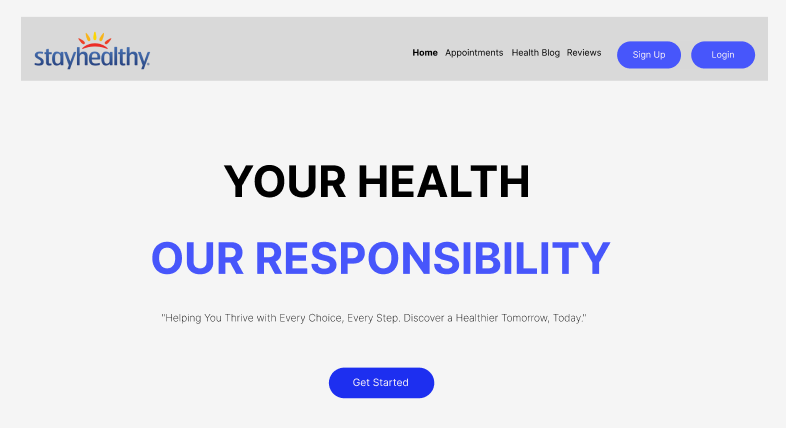 stayhealthy
Home Appointments Health Blog Reviews Sign Up Login
YOUR HEALTH
OUR RESPONSIBILITY
"Helping You Thrive with Every Choice, Every Step. Discover a Healthier Tomorrow, Today."
Get Started